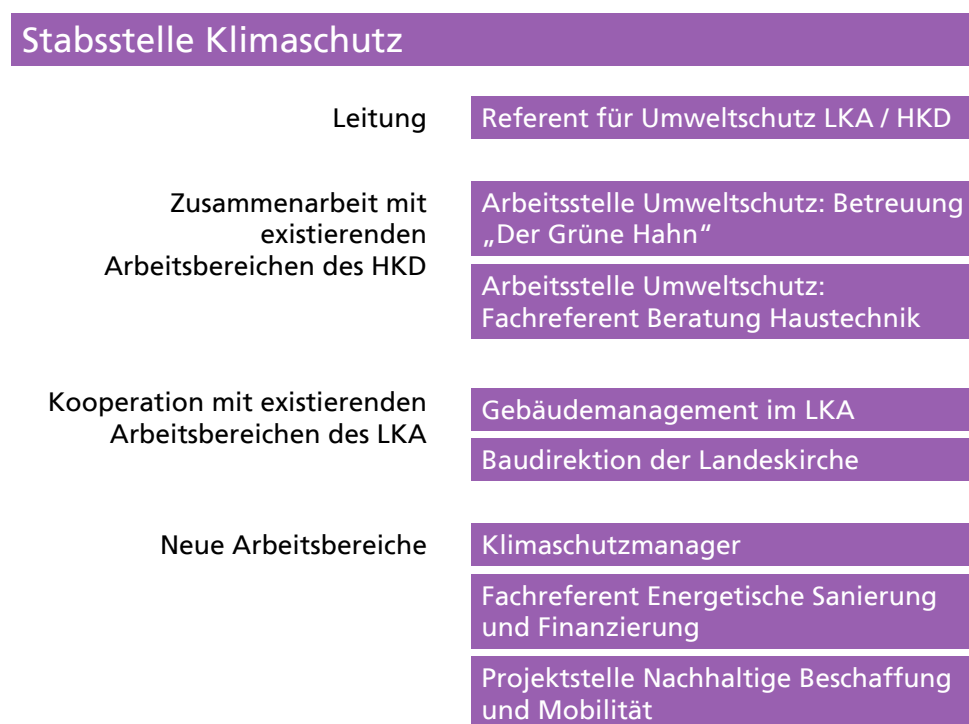 Stabsstelle Klimaschutz
Leitung
Referent für Umweltschutz LKA / HKD
Zusammenarbeit mit
existierenden
Arbeitsbereichen des HKD
Arbeitsstelle Umweltschutz: Betreuung
„Der Grüne Hahn“
Arbeitsstelle Umweltschutz:
Fachreferent Beratung Haustechnik
Kooperation mit existierenden
Arbeitsbereichen des LKA
Gebäudemanagement im LKA
Baudirektion der Landeskirche
Neue Arbeitsbereiche
Klimaschutzmanager
Fachreferent Energetische Sanierung
und Finanzierung
Projektstelle Nachhaltige Beschaffung
und Mobilität